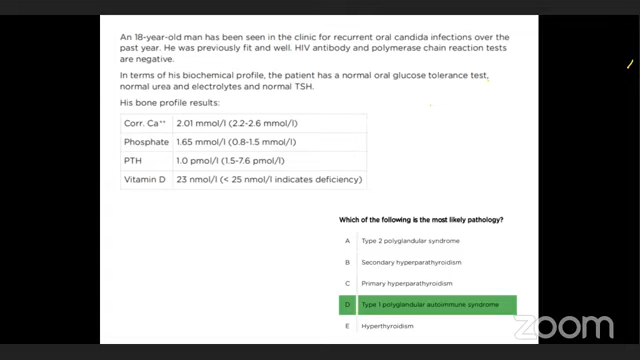 An 18-year-old man has been seen in the clinic for recurrent oral candida infections over the
past year. He was previously fit and well. HIV antibody and polymerase chain reaction tests
are negative.
In terms of his biochemical profile, the patient has a normal oral glucose tolerance test,
normal urea and electrolytes and normal TSH.
His bone profile results:
Corr. Ca⁺⁺ 2.01 mmol/l (2.2-2.6 mmol/l)
Phosphate 1.65 mmol/l (0.8-1.5 mmol/l)
PTH 1.0 pmol/l (1.5-7.6 pmol/l)
Vitamin D 23 nmol/l (< 25 nmol/l indicates deficiency)
Which of the following is the most likely pathology?
A Type 2 polyglandular syndrome
B Secondary hyperparathyroidism
C Primary hyperparathyroidism
D Type 1 polyglandular autoimmune syndrome
E Hyperthyroidism
zoom